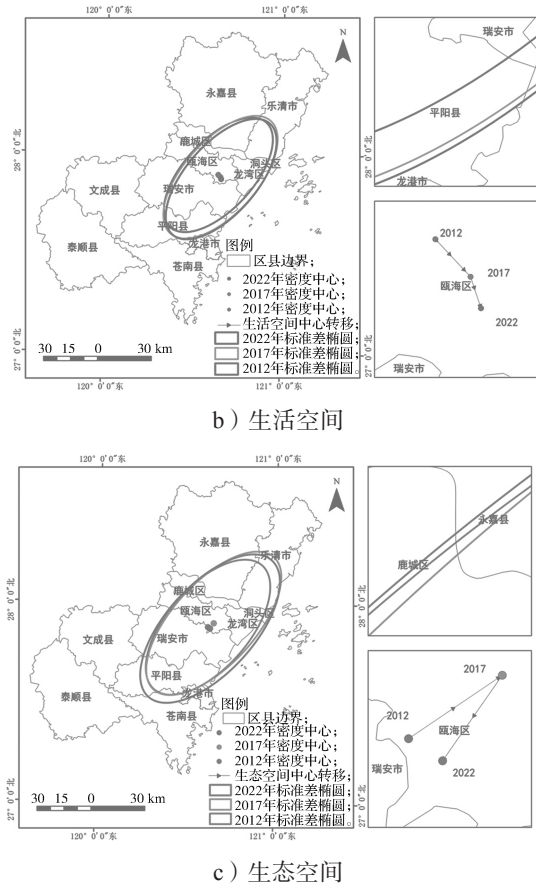 120° 0′0″东
121° 0′0″东
N
永嘉县
乐清市
鹿城区
瓯海区
洞头区
龙湾区
瑞安市
文成县
平阳县
泰顺县
龙港市
苍南县
28° 0′0″北
27° 0′0″北
图例
区县边界；
2022年密度中心；
2017年密度中心；
2012年密度中心；
生活空间中心转移；
2022年标准差椭圆；
2017年标准差椭圆；
2012年标准差椭圆。
30 15 0 30 km
120° 0′0″东
121° 0′0″东
瑞安市
平阳县
龙港市
28° 0′0″北
2012
2017
瓯海区
2022
瑞安市
27° 0′0″北
b）生活空间
120° 0′0″东
121° 0′0″东
N
永嘉县
乐清市
鹿城区
瓯海区
洞头区
龙湾区
瑞安市
文成县
平阳县
泰顺县
龙港市
苍南县
28° 0′0″北
27° 0′0″北
图例
区县边界；
2022年密度中心；
2017年密度中心；
2012年密度中心；
生态空间中心转移；
2022年标准差椭圆；
2017年标准差椭圆；
2012年标准差椭圆。
30 15 0 30 km
120° 0′0″东
121° 0′0″东
永嘉县
鹿城区
28° 0′0″北
2017
2012
瓯海区
瑞安市
2022
27° 0′0″北
c）生态空间